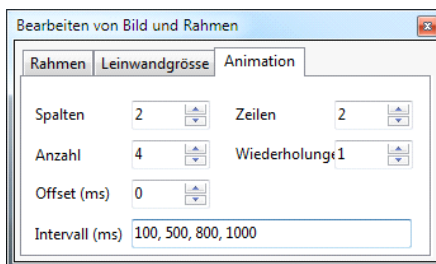 Bearbeiten von Bild und Rahmen
Rahmen Leinwandgrösse Animation
Spalten 2 Zeilen 2
Anzahl 4 Wiederholunge 1
Offset (ms) 0
Intervall (ms) 100, 500, 800, 1000